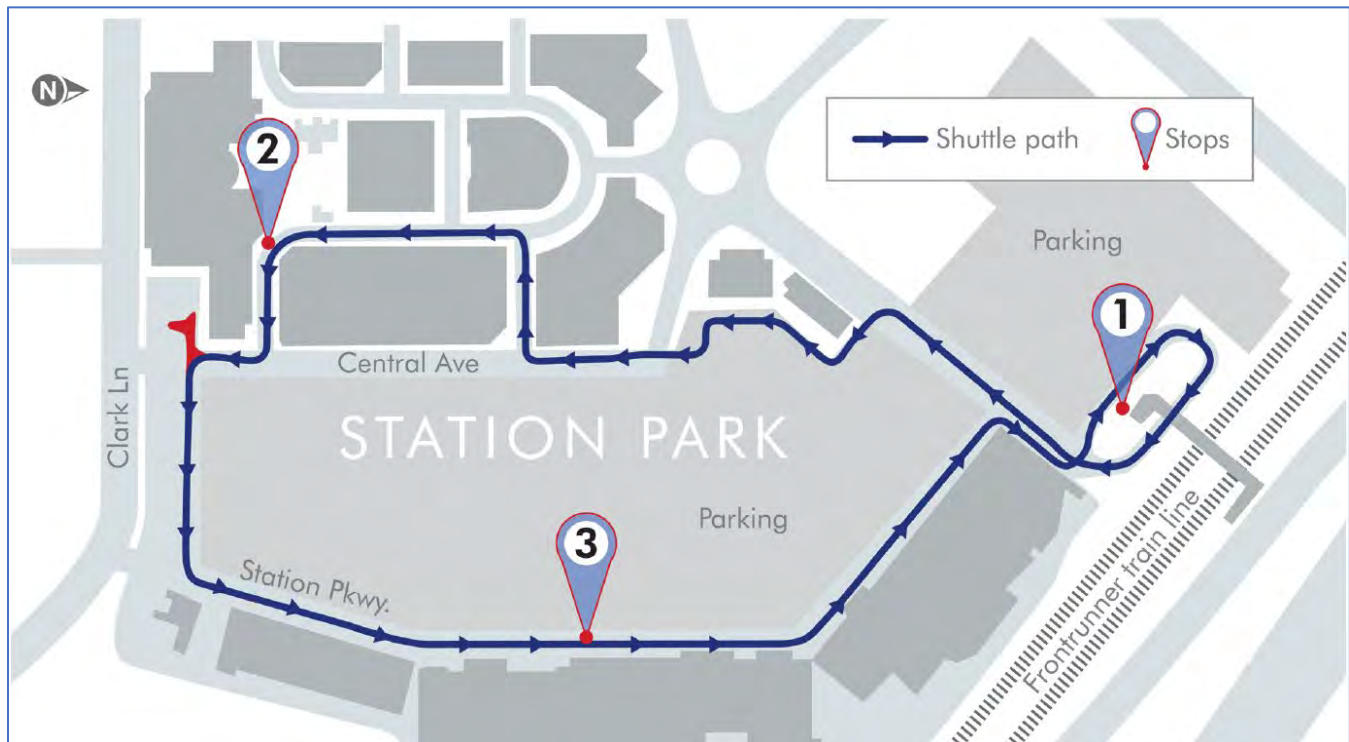 N
Shuttle path
Stops
2
Parking
1
Central Ave
Clark Ln
STATION PARK
Parking
3
Station Pkwy.
Frontrunner train line